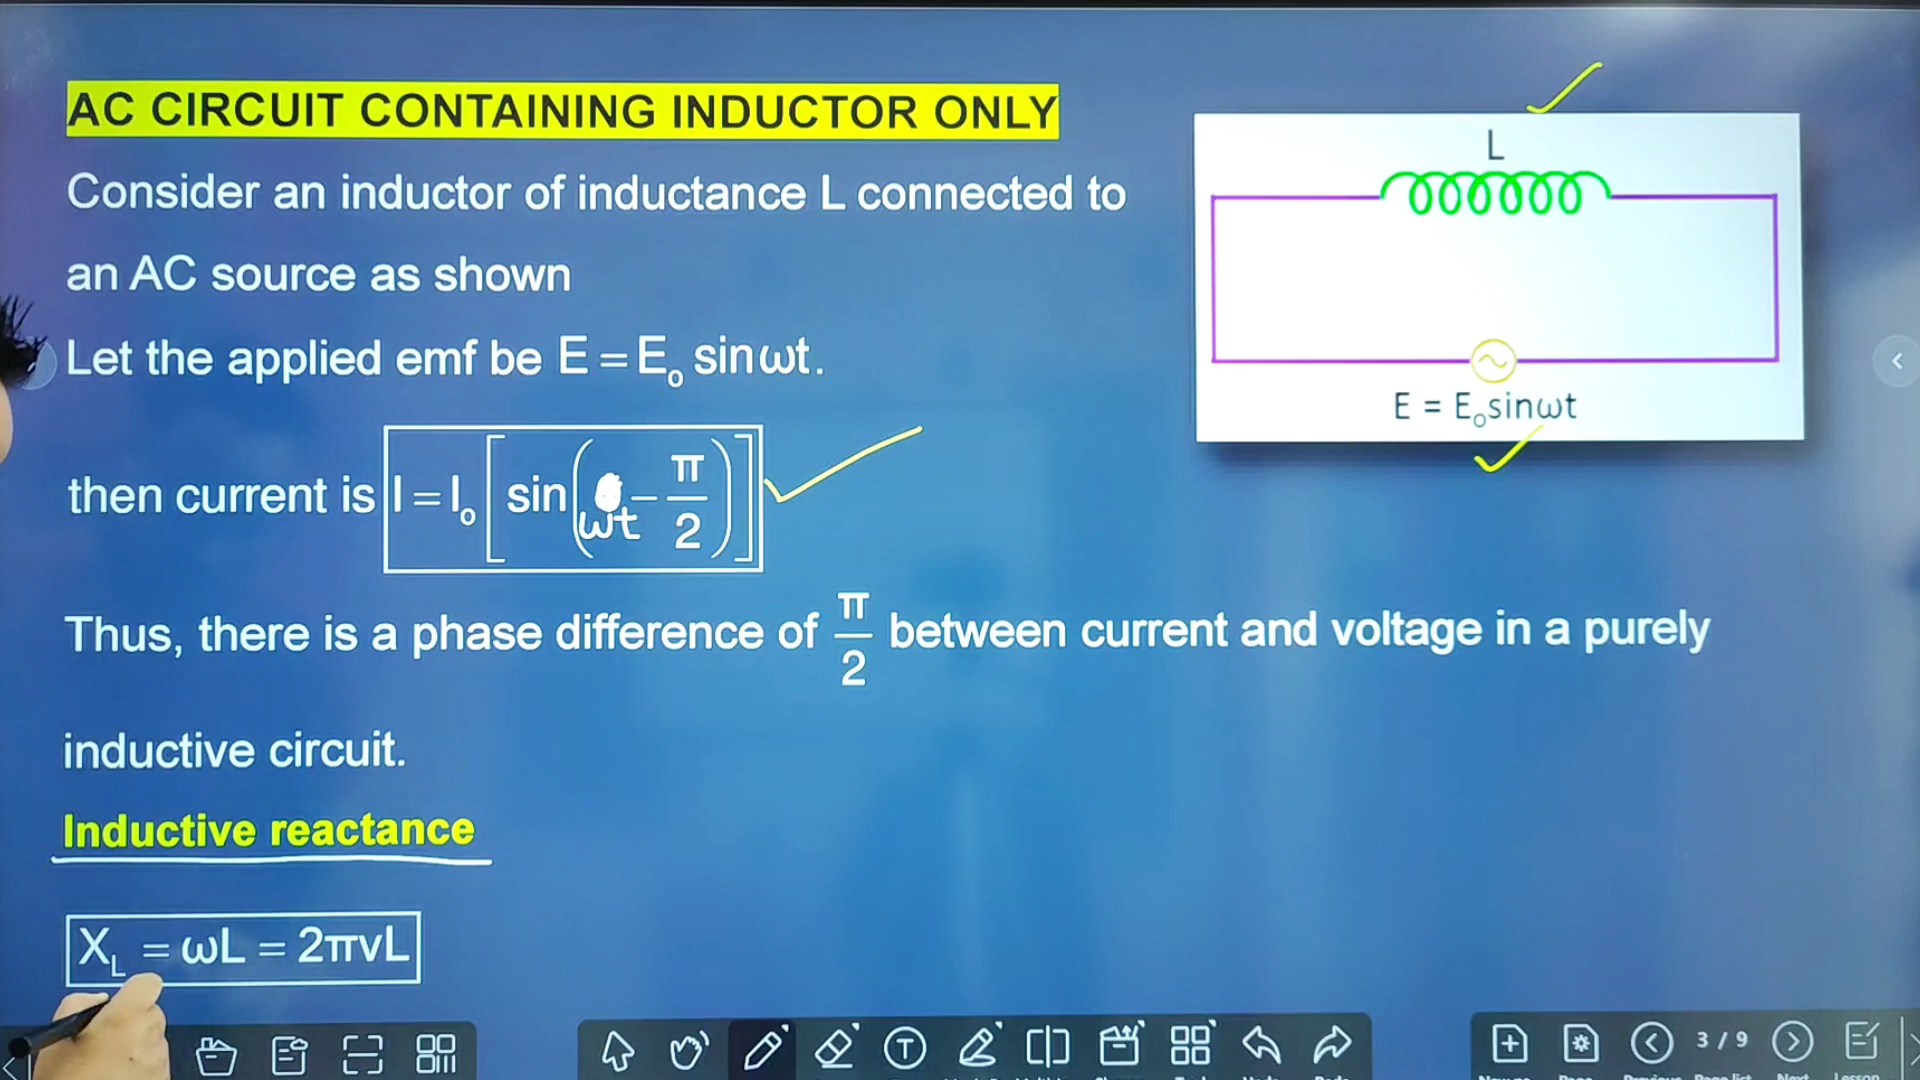 AC CIRCUIT CONTAINING INDUCTOR ONLY
Consider an inductor of inductance L connected to
an AC source as shown
Let the applied emf be E = E₀ sinωt.
then current is I = I₀ [ sin ( ωt − π/2 ) ]
Thus, there is a phase difference of π/2 between current and voltage in a purely
inductive circuit.
Inductive reactance
X_L = ωL = 2πνL
L
E = E₀sinωt
3 / 9